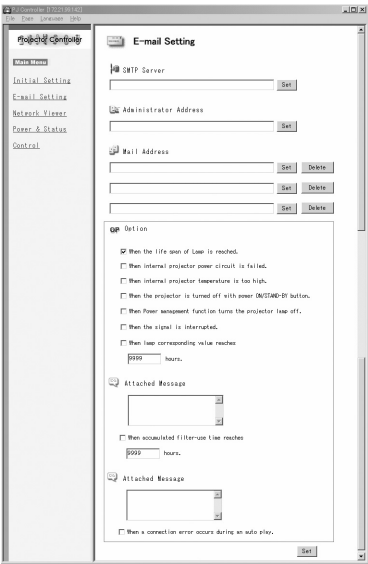 PJ-Controller [172.21.96.142]
File Page Language Help
Projector Controller
Main Menu
Initial Setting
E-mail Setting
Network Viewer
Power & Status
Control
E-mail Setting
SMTP Server
Set
Administrator Address
Set
Mail Address
Set Delete
Set Delete
Set Delete
OP Option
When the life span of Lamp is reached.
When internal projector power circuit is failed.
When internal projector temperature is too high.
When the projector is turned off with power ON/STAND-BY button.
When Power management function turns the projector lamp off.
When the signal is interrupted.
When lamp corresponding value reaches
9999 hours.
Attached Message
When accumulated filter-use time reaches
9999 hours.
Attached Message
When a connection error occurs during an auto play.
Set